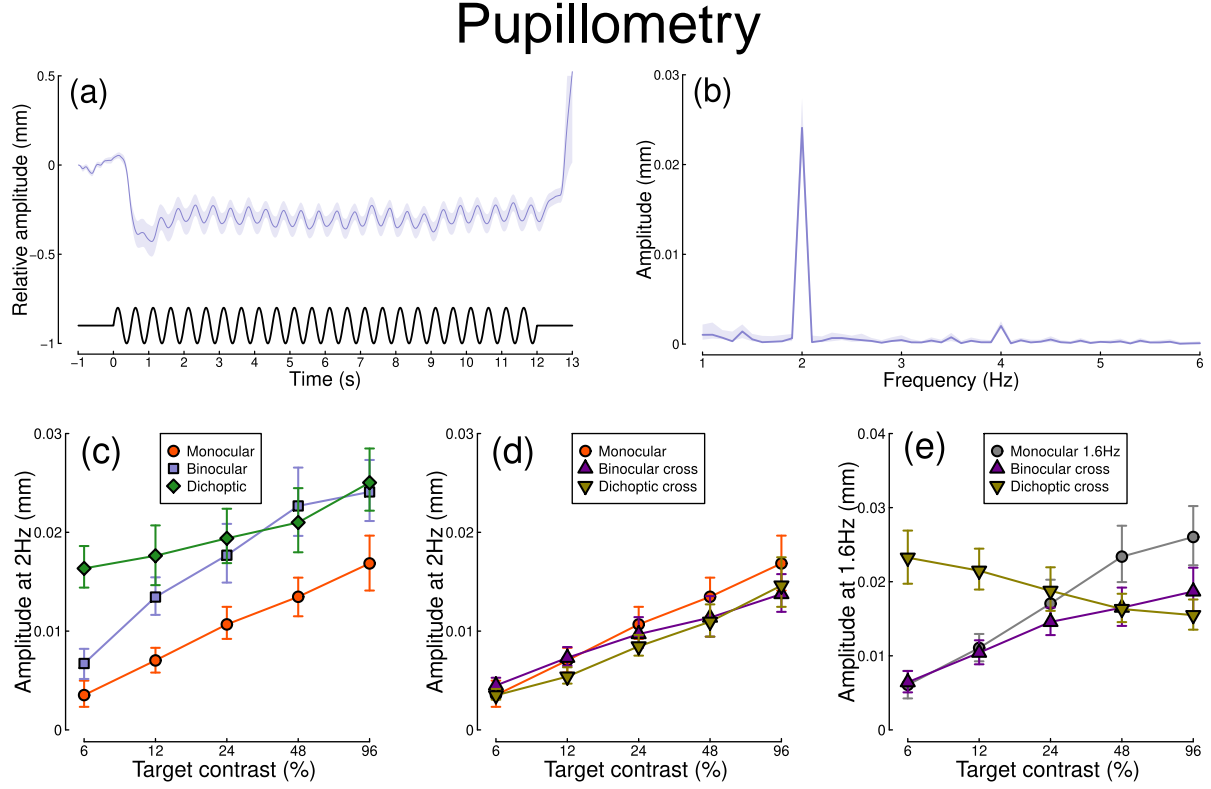 Pupillometry
(a)
Relative amplitude (mm)
0.5
0
−0.5
−1
−1 0 1 2 3 4 5 6 7 8 9 10 11 12 13
Time (s)
(b)
Amplitude (mm)
0.03
0.02
0.01
0
1 2 3 4 5 6
Frequency (Hz)
(c)
Monocular
Binocular
Dichoptic
Amplitude at 2Hz (mm)
0.03
0.02
0.01
0
6 12 24 48 96
Target contrast (%)
(d)
Monocular
Binocular cross
Dichoptic cross
Amplitude at 2Hz (mm)
0.03
0.02
0.01
0
6 12 24 48 96
Target contrast (%)
(e)
Monocular 1.6Hz
Binocular cross
Dichoptic cross
Amplitude at 1.6Hz (mm)
0.04
0.03
0.02
0.01
0
6 12 24 48 96
Target contrast (%)